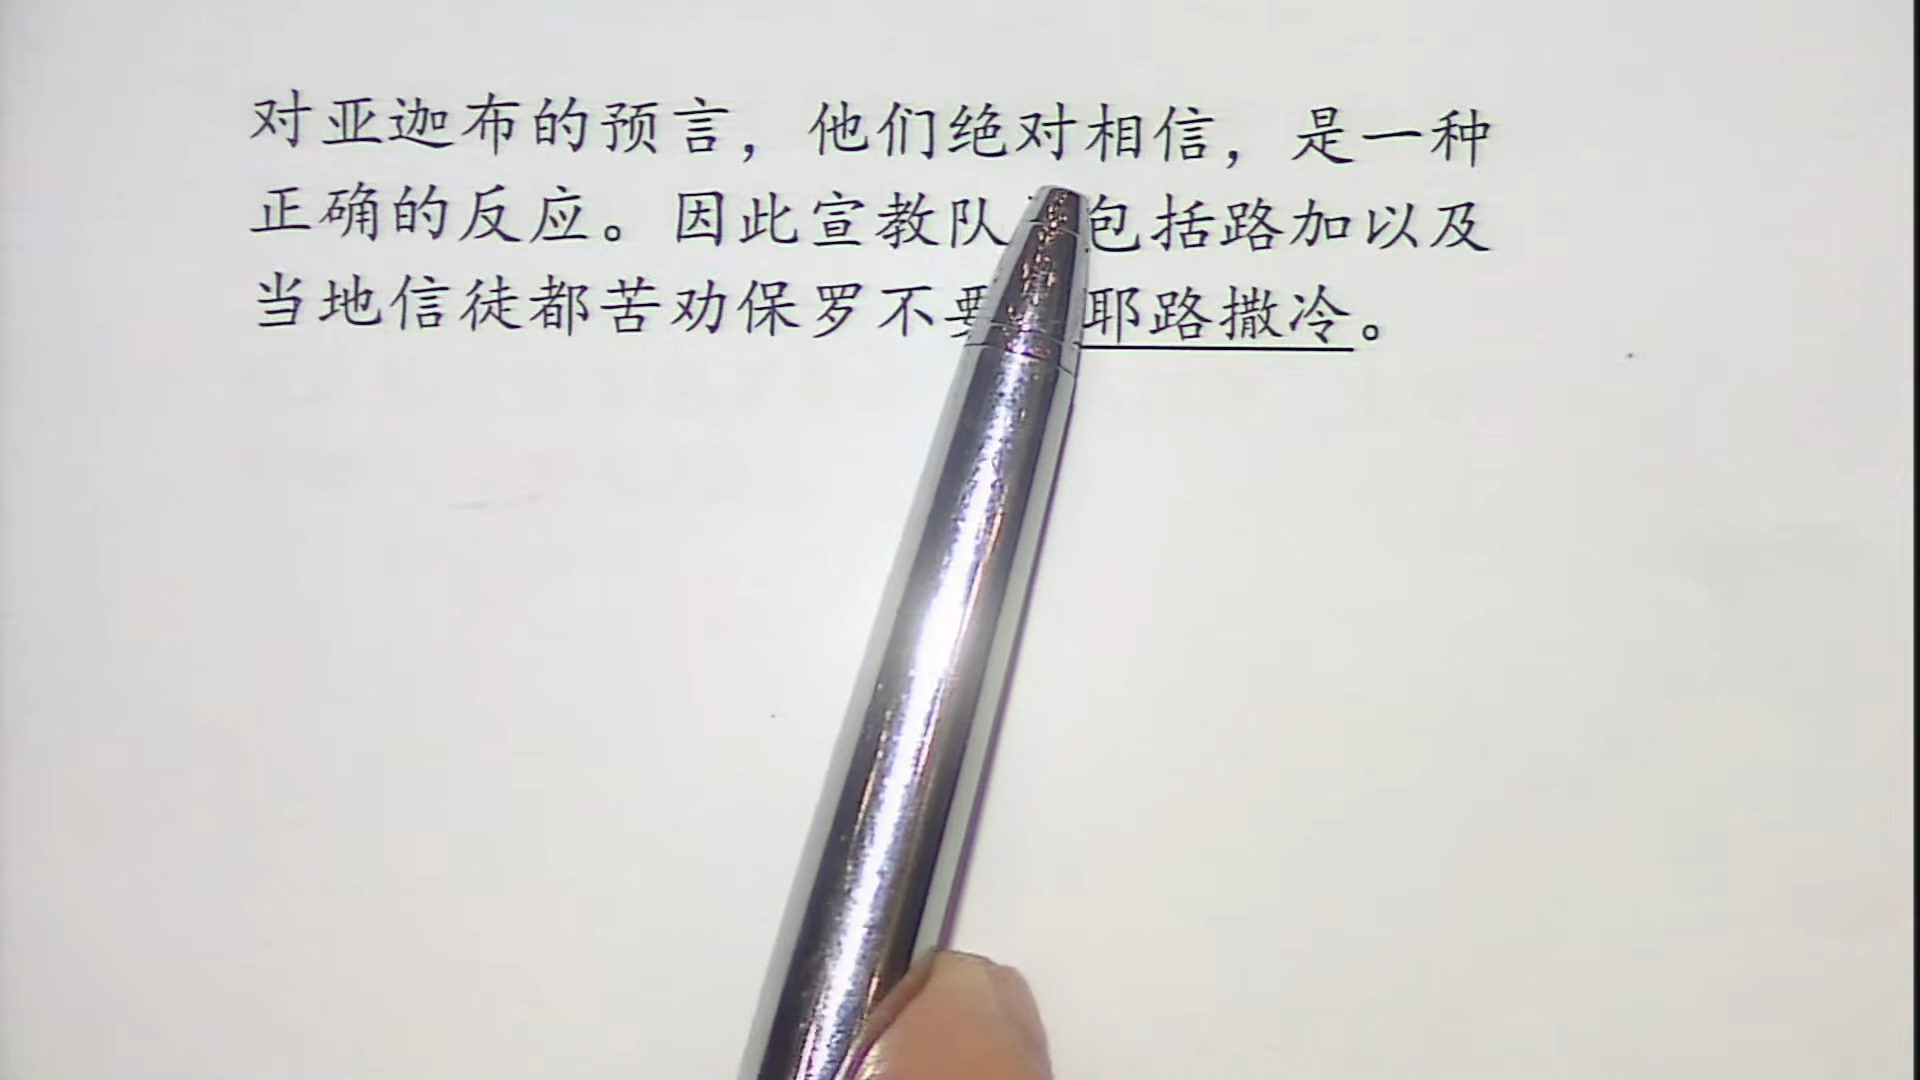 对亚迦布的预言，他们绝对相信，是一种
正确的反应。因此宣教队 包括路加以及
当地信徒都苦劝保罗不要 耶路撒冷。